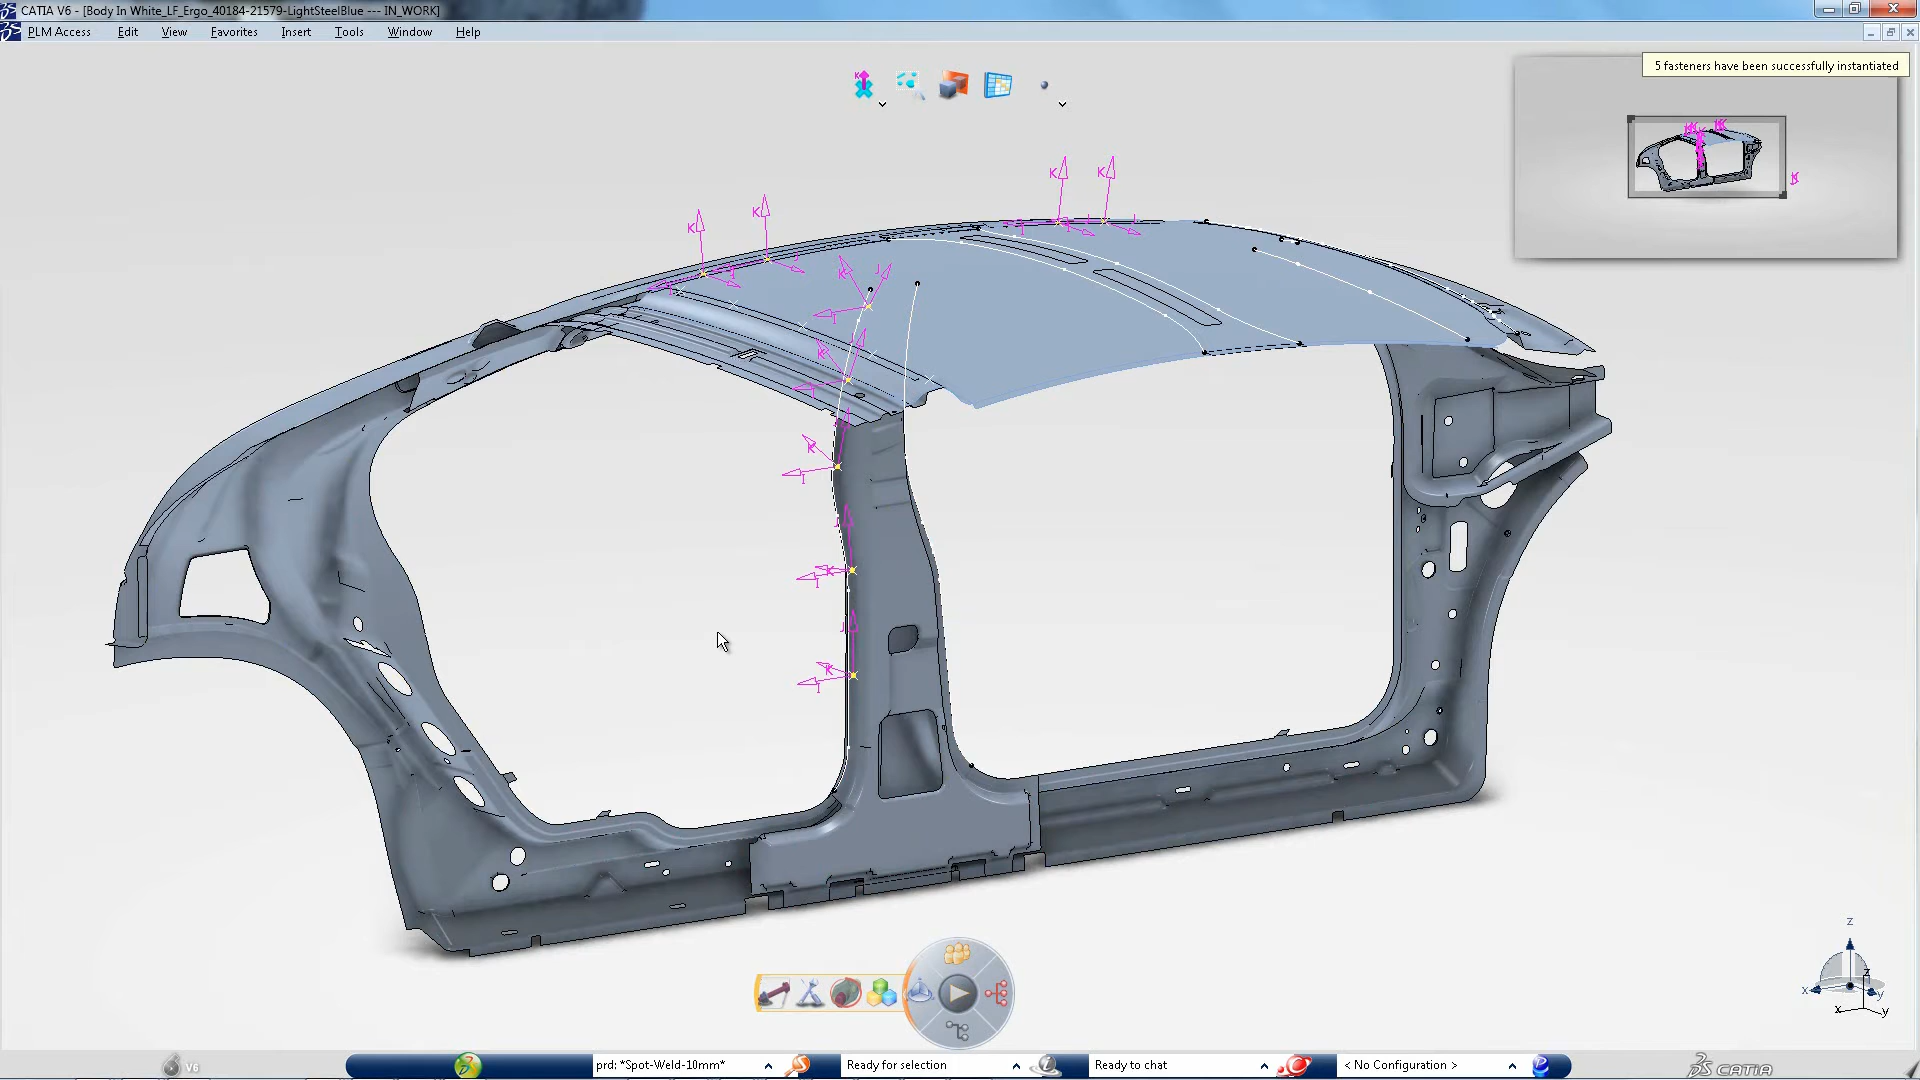 CATIA V6 - [Body In White_LF_Ergo_40184-21579-LightSteelBlue --- IN_WORK]
PLM Access Edit View Favorites Insert Tools Window Help
5 fasteners have been successfully instantiated
K K
K K
K J
I
K
I
K
I
J
K
I
J
K
I
z
z
x y
x y
V6
prd: *Spot-Weld-10mm* Ready for selection Ready to chat < No Configuration >
CATIA